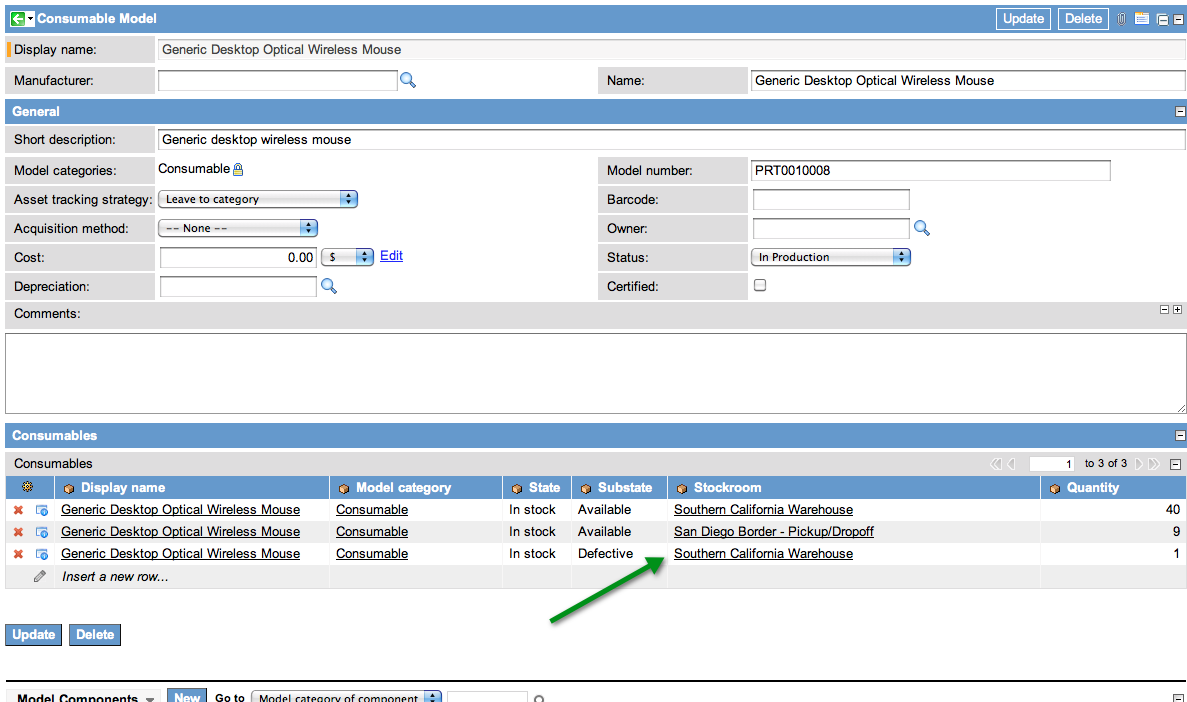 Consumable Model Update Delete
Display name: Generic Desktop Optical Wireless Mouse
Manufacturer: Name: Generic Desktop Optical Wireless Mouse
General
Short description: Generic desktop wireless mouse
Model categories: Consumable Model number: PRT0010008
Asset tracking strategy: Leave to category Barcode:
Acquisition method: -- None -- Owner:
Cost: 0.00 $ Edit Status: In Production
Depreciation: Certified:
Comments:
Consumables
Consumables 1 to 3 of 3
Display name Model category State Substate Stockroom Quantity
Generic Desktop Optical Wireless Mouse Consumable In stock Available Southern California Warehouse 40
Generic Desktop Optical Wireless Mouse Consumable In stock Available San Diego Border - Pickup/Dropoff 9
Generic Desktop Optical Wireless Mouse Consumable In stock Defective Southern California Warehouse 1
Insert a new row...
Update Delete
Model Components New Go to Model category of component